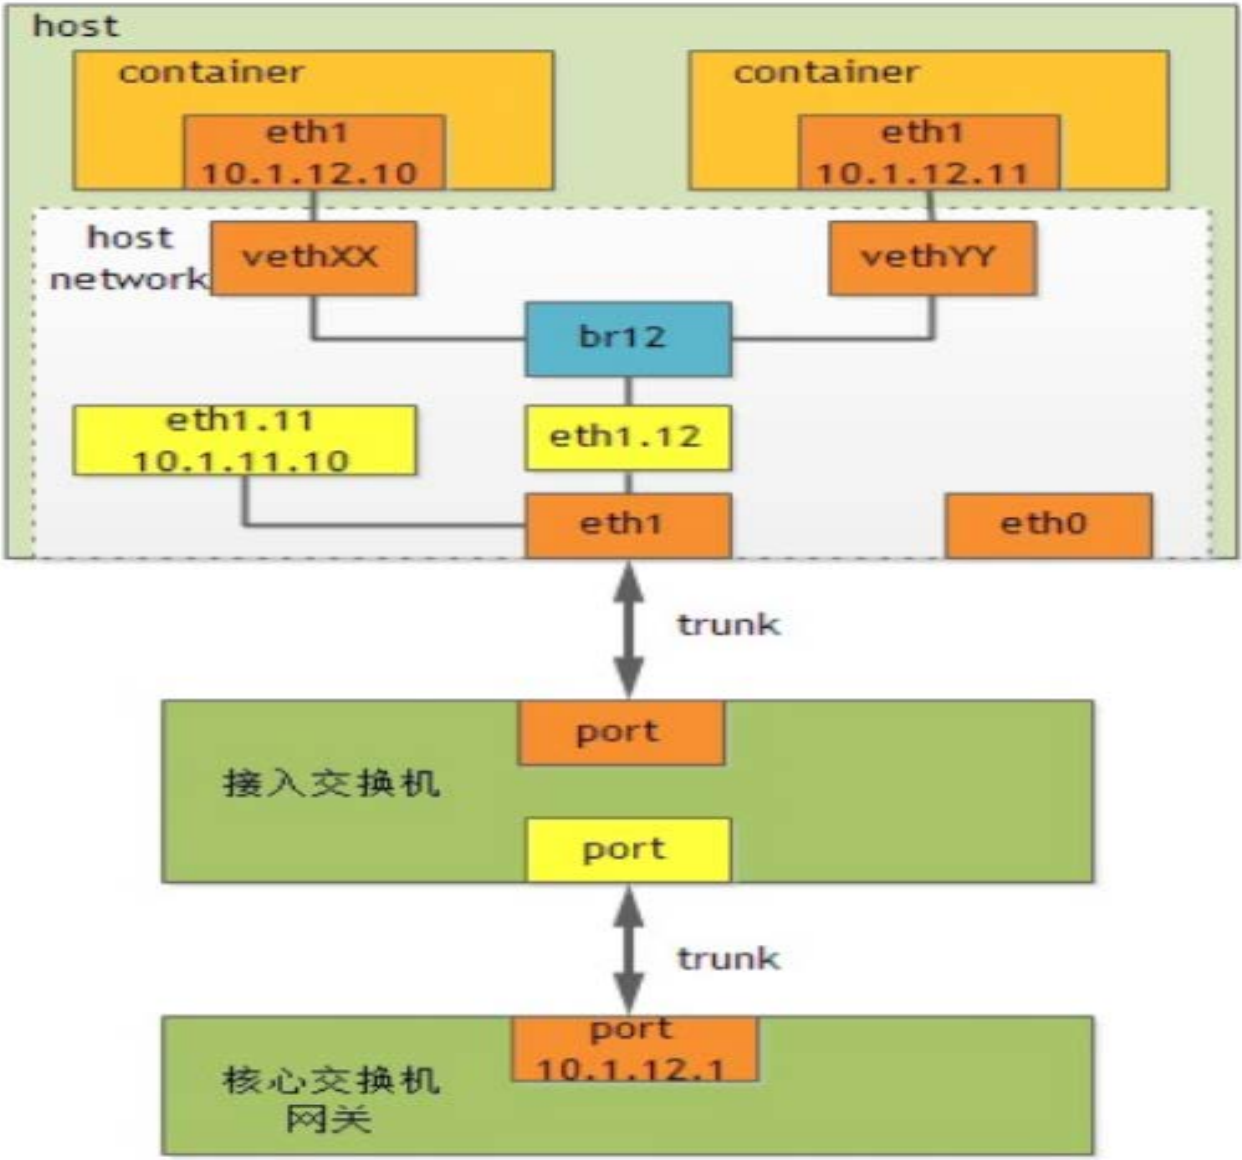 host
container
container
eth1
10.1.12.10
eth1
10.1.12.11
host
network
vethXX
vethYY
br12
eth1.11
10.1.11.10
eth1.12
eth1
eth0
trunk
port
接入交换机
port
trunk
port
10.1.12.1
核心交换机
网关